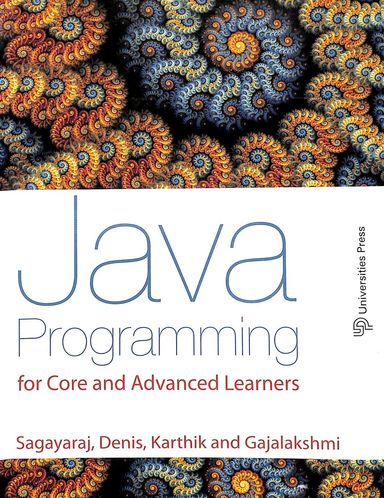 Java
Programming
for Core and Advanced Learners
Sagayaraj, Denis, Karthik and Gajalakshmi
Universities Press